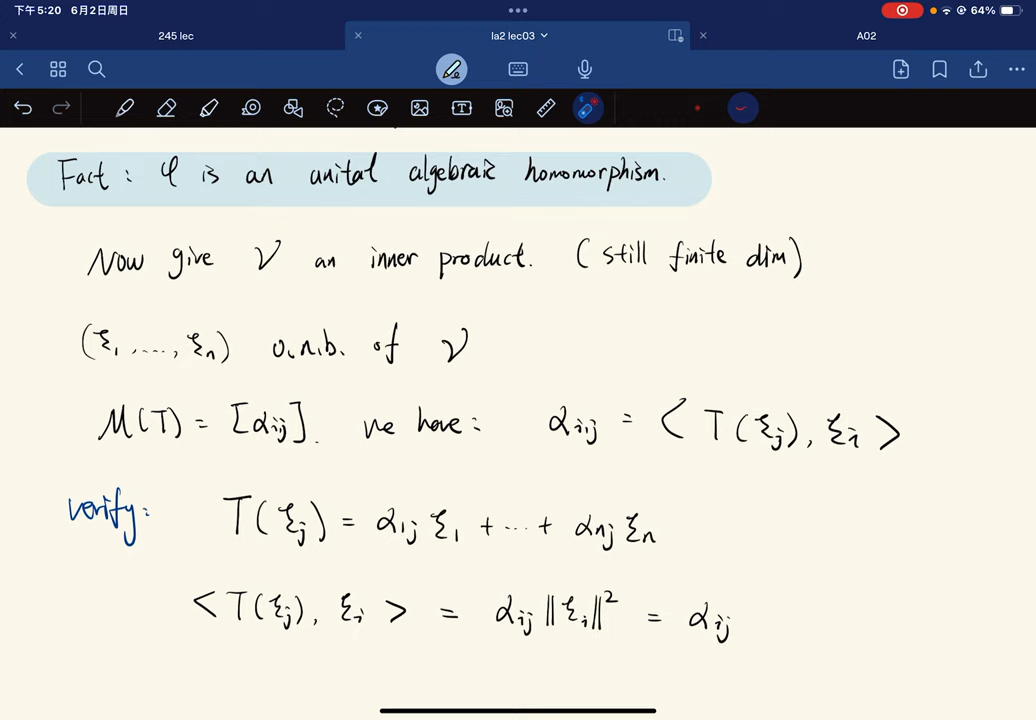 下午5:20 6月2日周日
64%
245 lec
la2 lec03
A02
Fact: φ is an unital algebraic homomorphism.
Now give V an inner product. (still finite dim)
(ξ₁, ...., ξₙ) o.n.b. of V
M(T) = [αij]. we have: αij = < T(ξj), ξi >
verify: T(ξj) = α1j ξ₁ + ... + αnj ξn
<T(ξj), ξi> = αij ||ξi||² = αij